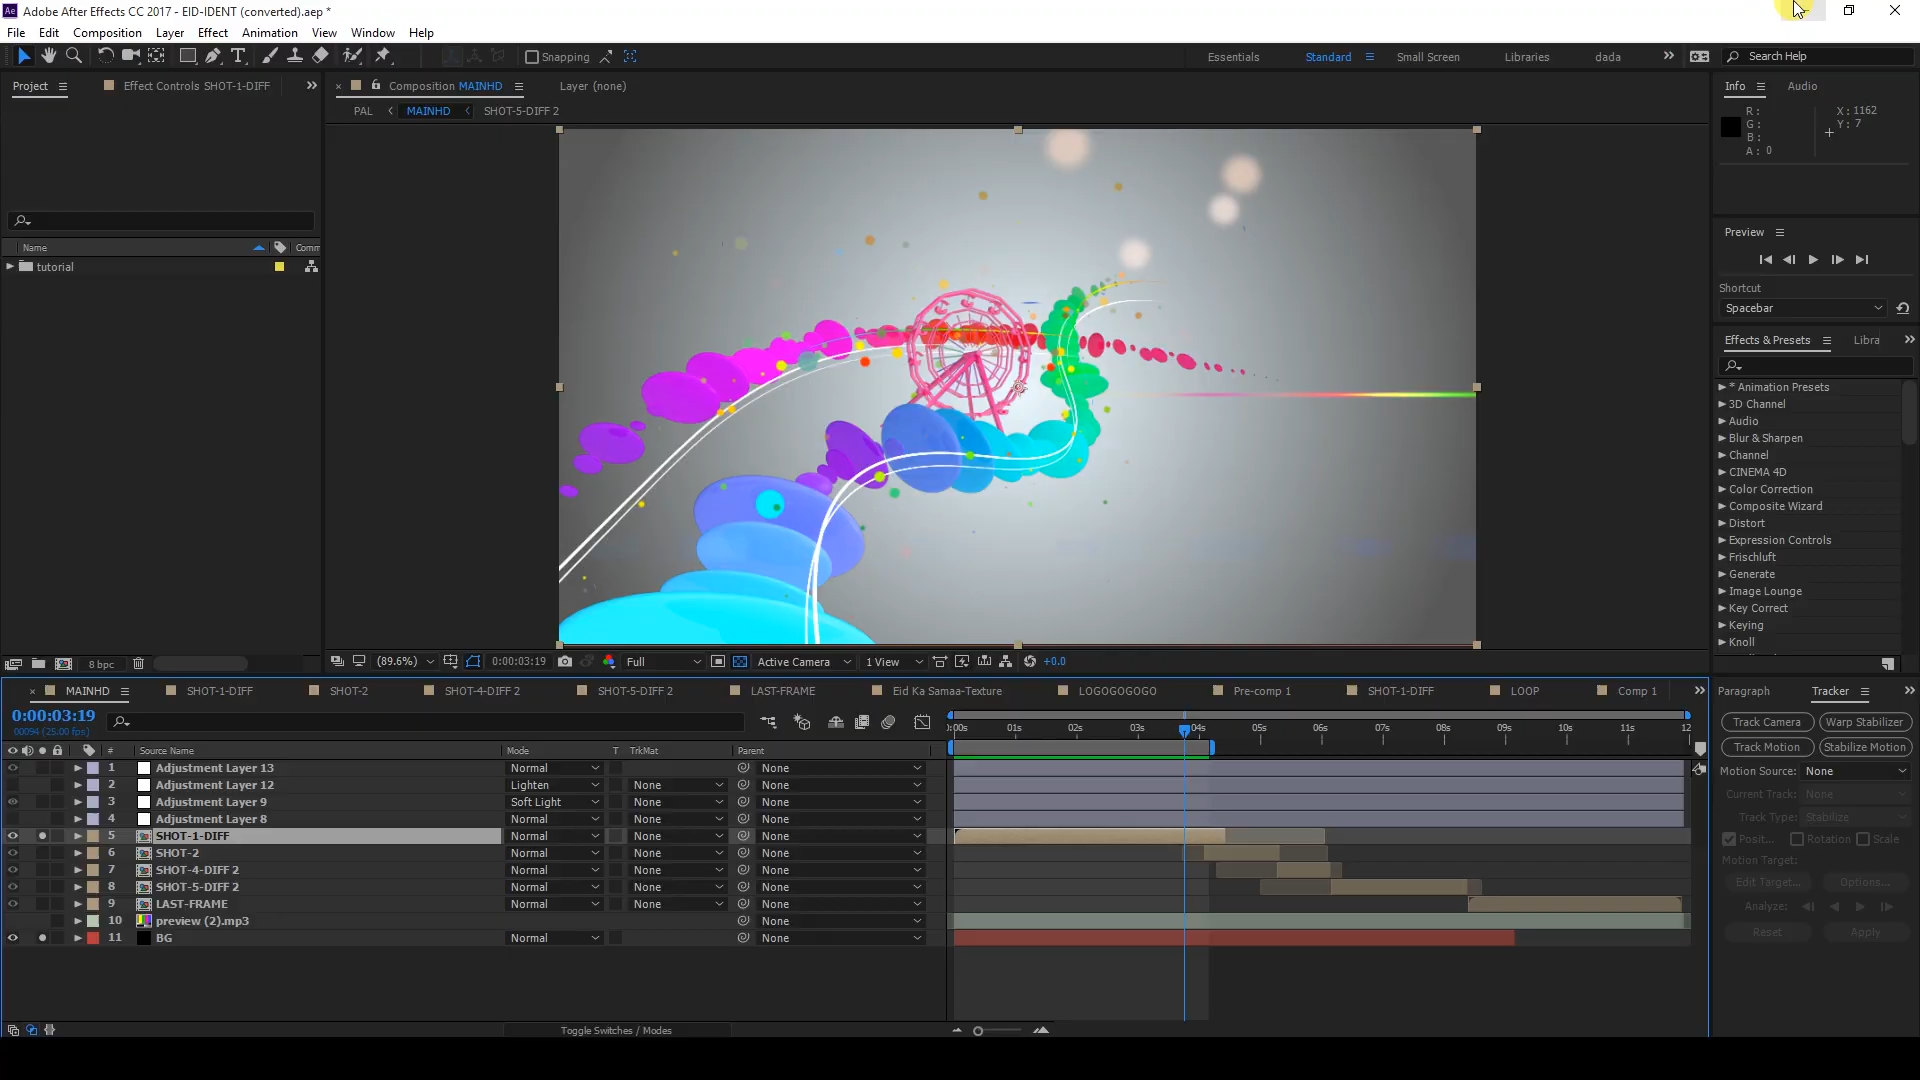 Adobe After Effects CC 2017 - EID-IDENT (converted).aep *
File Edit Composition Layer Effect Animation View Window Help
Snapping
Essentials Standard Small Screen Libraries dada
Search Help
Project Effect Controls SHOT-1-DIFF
Composition MAINHD Layer (none)
Info Audio
PAL MAINHD SHOT-5-DIFF 2
R :
G :
B :
A : 0
X : 1162
Y : 7
Preview
Name Comm
tutorial
Shortcut
Spacebar
Effects & Presets Libra
* Animation Presets
3D Channel
Audio
Blur & Sharpen
Channel
CINEMA 4D
Color Correction
Composite Wizard
Distort
Expression Controls
Frischluft
Generate
Image Lounge
Key Correct
Keying
Knoll
8 bpc
(89.6%) 0:00:03:19 Full Active Camera 1 View +0.0
MAINHD SHOT-1-DIFF SHOT-2 SHOT-4-DIFF 2 SHOT-5-DIFF 2 LAST-FRAME Eid Ka Samaa-Texture LOGOGOGOGO Pre-comp 1 SHOT-1-DIFF LOOP Comp 1
0:00:03:19
00094 (25.00 fps)
):00s 01s 02s 03s 04s 05s 06s 07s 08s 09s 10s 11s 12
# Source Name Mode T TrkMat Parent
1 Adjustment Layer 13 Normal None
2 Adjustment Layer 12 Lighten None None
3 Adjustment Layer 9 Soft Light None None
4 Adjustment Layer 8 Normal None None
5 SHOT-1-DIFF Normal None None
6 SHOT-2 Normal None None
7 SHOT-4-DIFF 2 Normal None None
8 SHOT-5-DIFF 2 Normal None None
9 LAST-FRAME Normal None None
10 preview (2).mp3 None
11 BG Normal None
Toggle Switches / Modes
Paragraph Tracker
Track Camera Warp Stabilizer
Track Motion Stabilize Motion
Motion Source: None
Current Track: None
Track Type: Stabilize
Posit... Rotation Scale
Motion Target:
Edit Target... Options...
Analyze:
Reset Apply